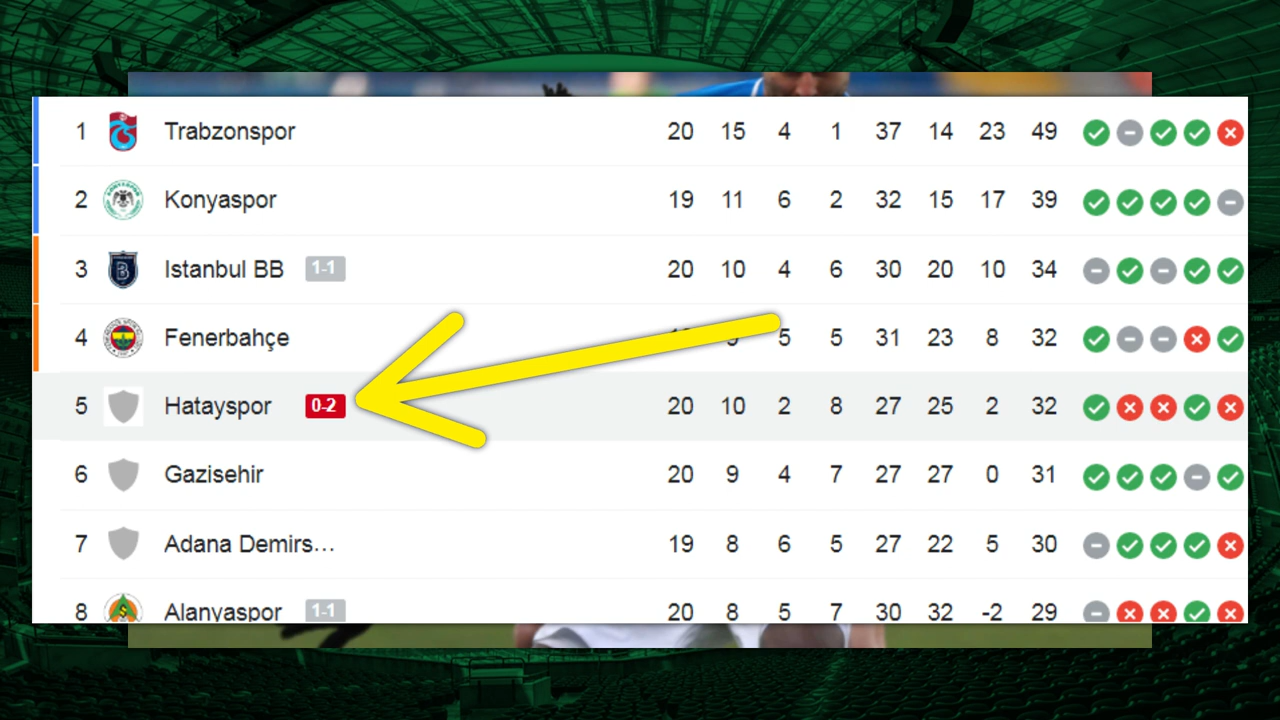 1 Trabzonspor 20 15 4 1 37 14 23 49
2 Konyaspor 19 11 6 2 32 15 17 39
3 Istanbul BB 1-1 20 10 4 6 30 20 10 34
4 Fenerbahçe 5 5 31 23 8 32
5 Hatayspor 0-2 20 10 2 8 27 25 2 32
6 Gazisehir 20 9 4 7 27 27 0 31
7 Adana Demirs... 19 8 6 5 27 22 5 30
8 Alanyaspor 1-1 20 8 5 7 30 32 -2 29